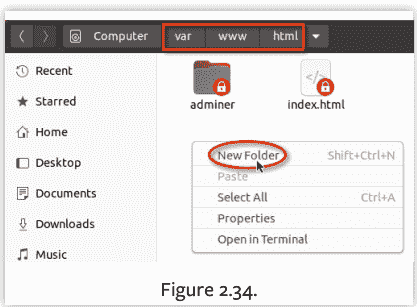 Computer var www html
Recent
Starred
Home
Desktop
Documents
Downloads
Music
adminer index.html
New Folder Shift+Ctrl+N
Paste
Select All Ctrl+A
Properties
Open in Terminal
Figure 2.34.